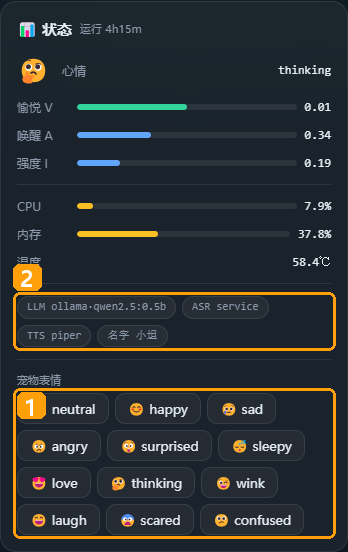 状态 运行 4h15m
心情 thinking
愉悦 V 0.01
唤醒 A 0.34
强度 I 0.19
CPU 7.9%
内存 37.8%
温度 58.4℃
2
LLM ollama·qwen2.5:0.5b ASR service
TTS piper 名字 小坦
宠物表情
1 neutral happy sad
angry surprised sleepy
love thinking wink
laugh scared confused